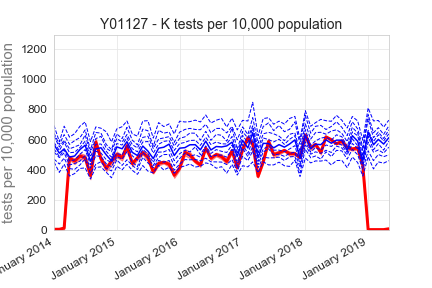 Y01127 - K tests per 10,000 population
tests per 10,000 population
1200
1000
800
600
400
200
0
nuary 2014
January 2015
January 2016
January 2017
January 2018
January 2019